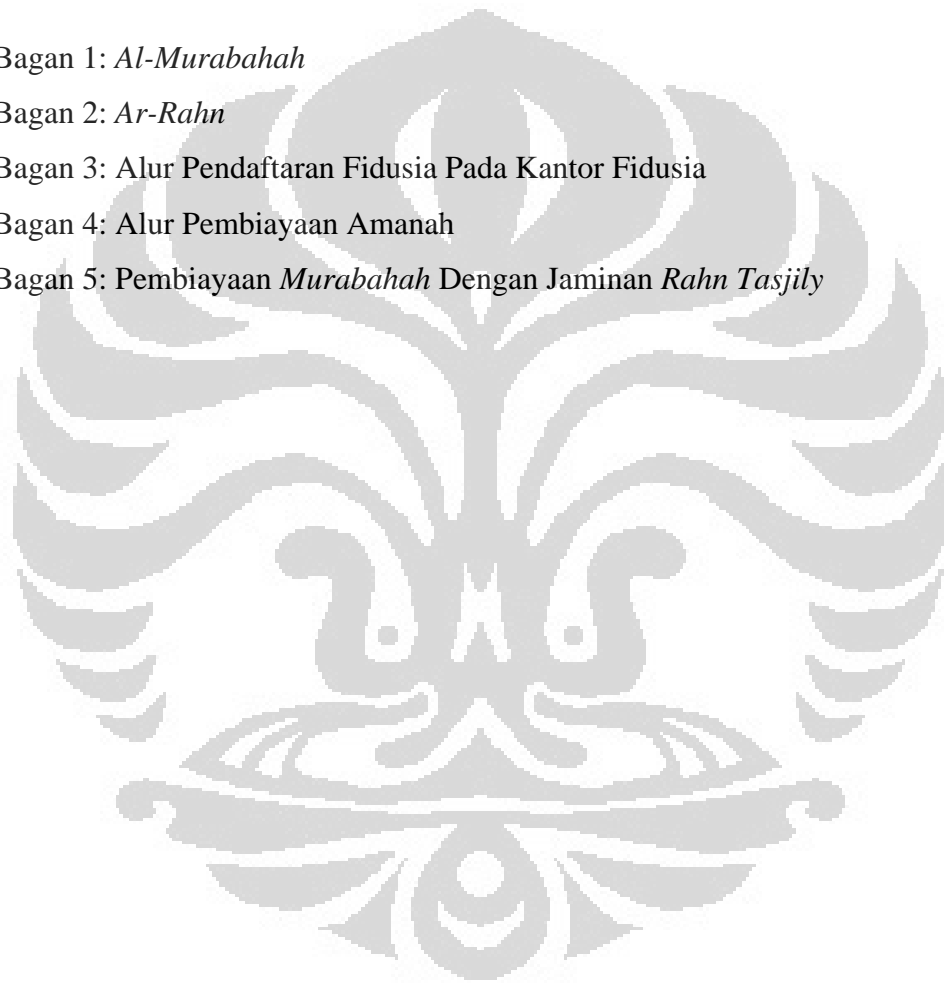 Bagan 1: Al-Murabahah
Bagan 2: Ar-Rahn
Bagan 3: Alur Pendaftaran Fidusia Pada Kantor Fidusia
Bagan 4: Alur Pembiayaan Amanah
Bagan 5: Pembiayaan Murabahah Dengan Jaminan Rahn Tasjily